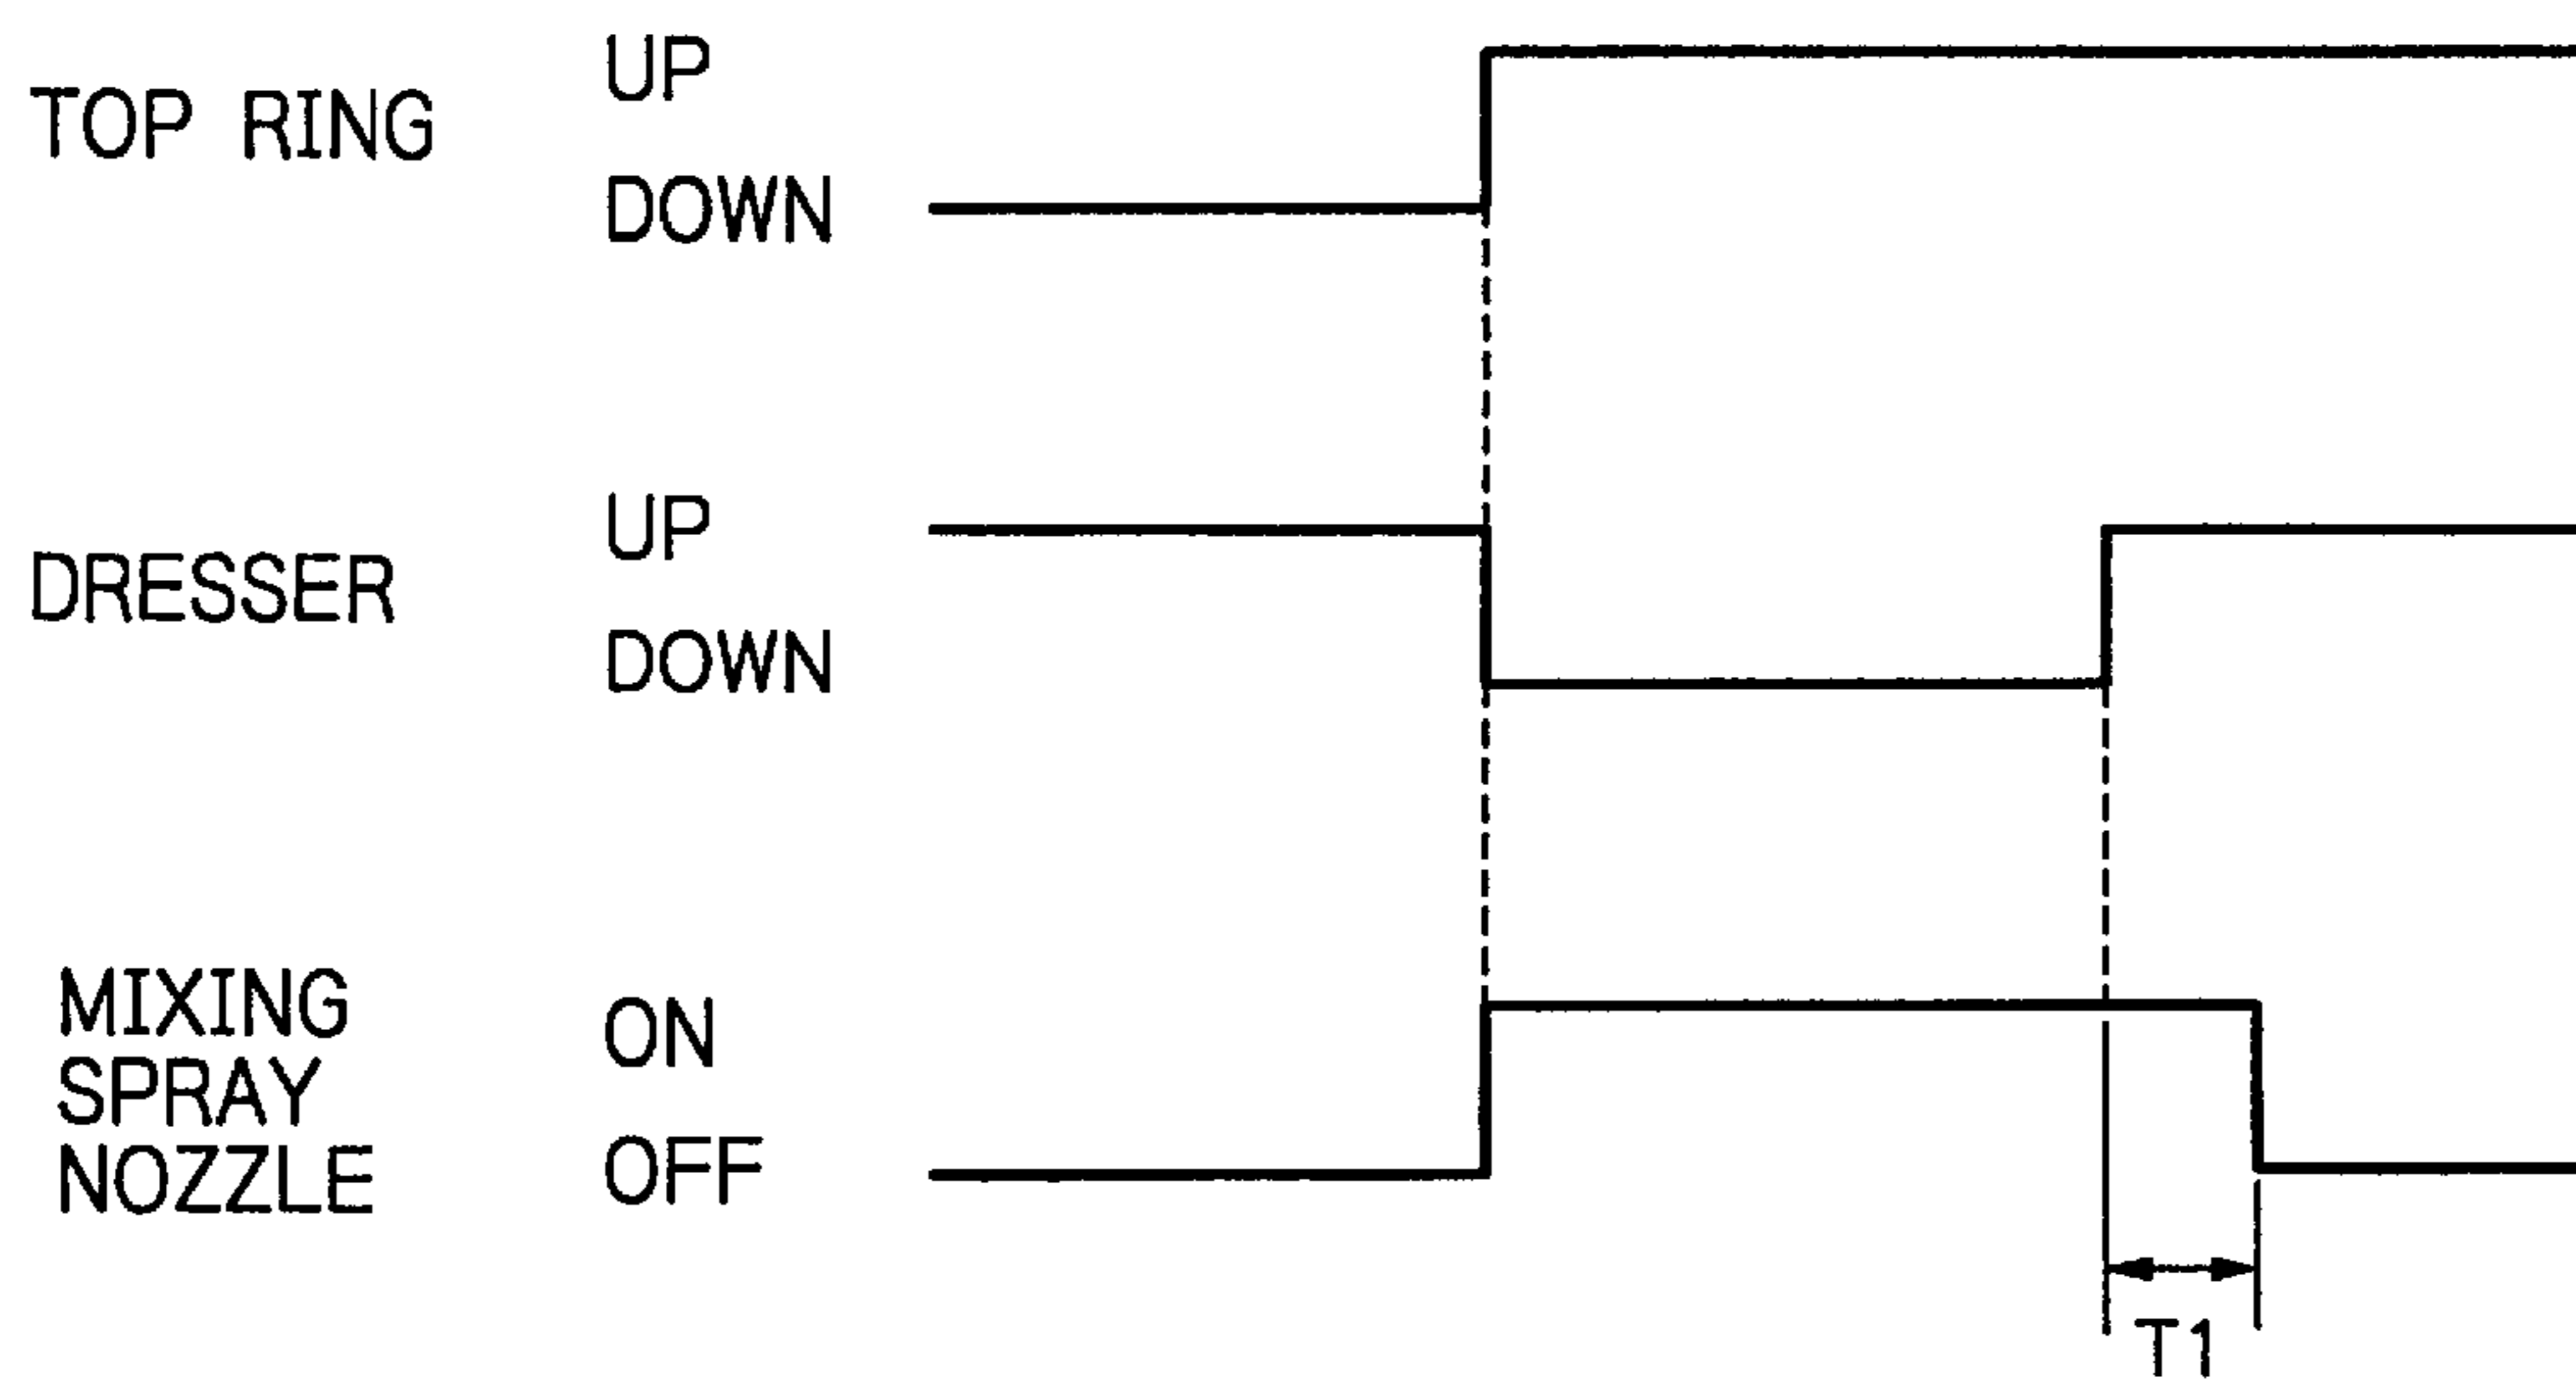 UP
TOP RING
DOWN
UP
DRESSER
DOWN
MIXING
SPRAY
NOZZLE
ON
OFF
T1